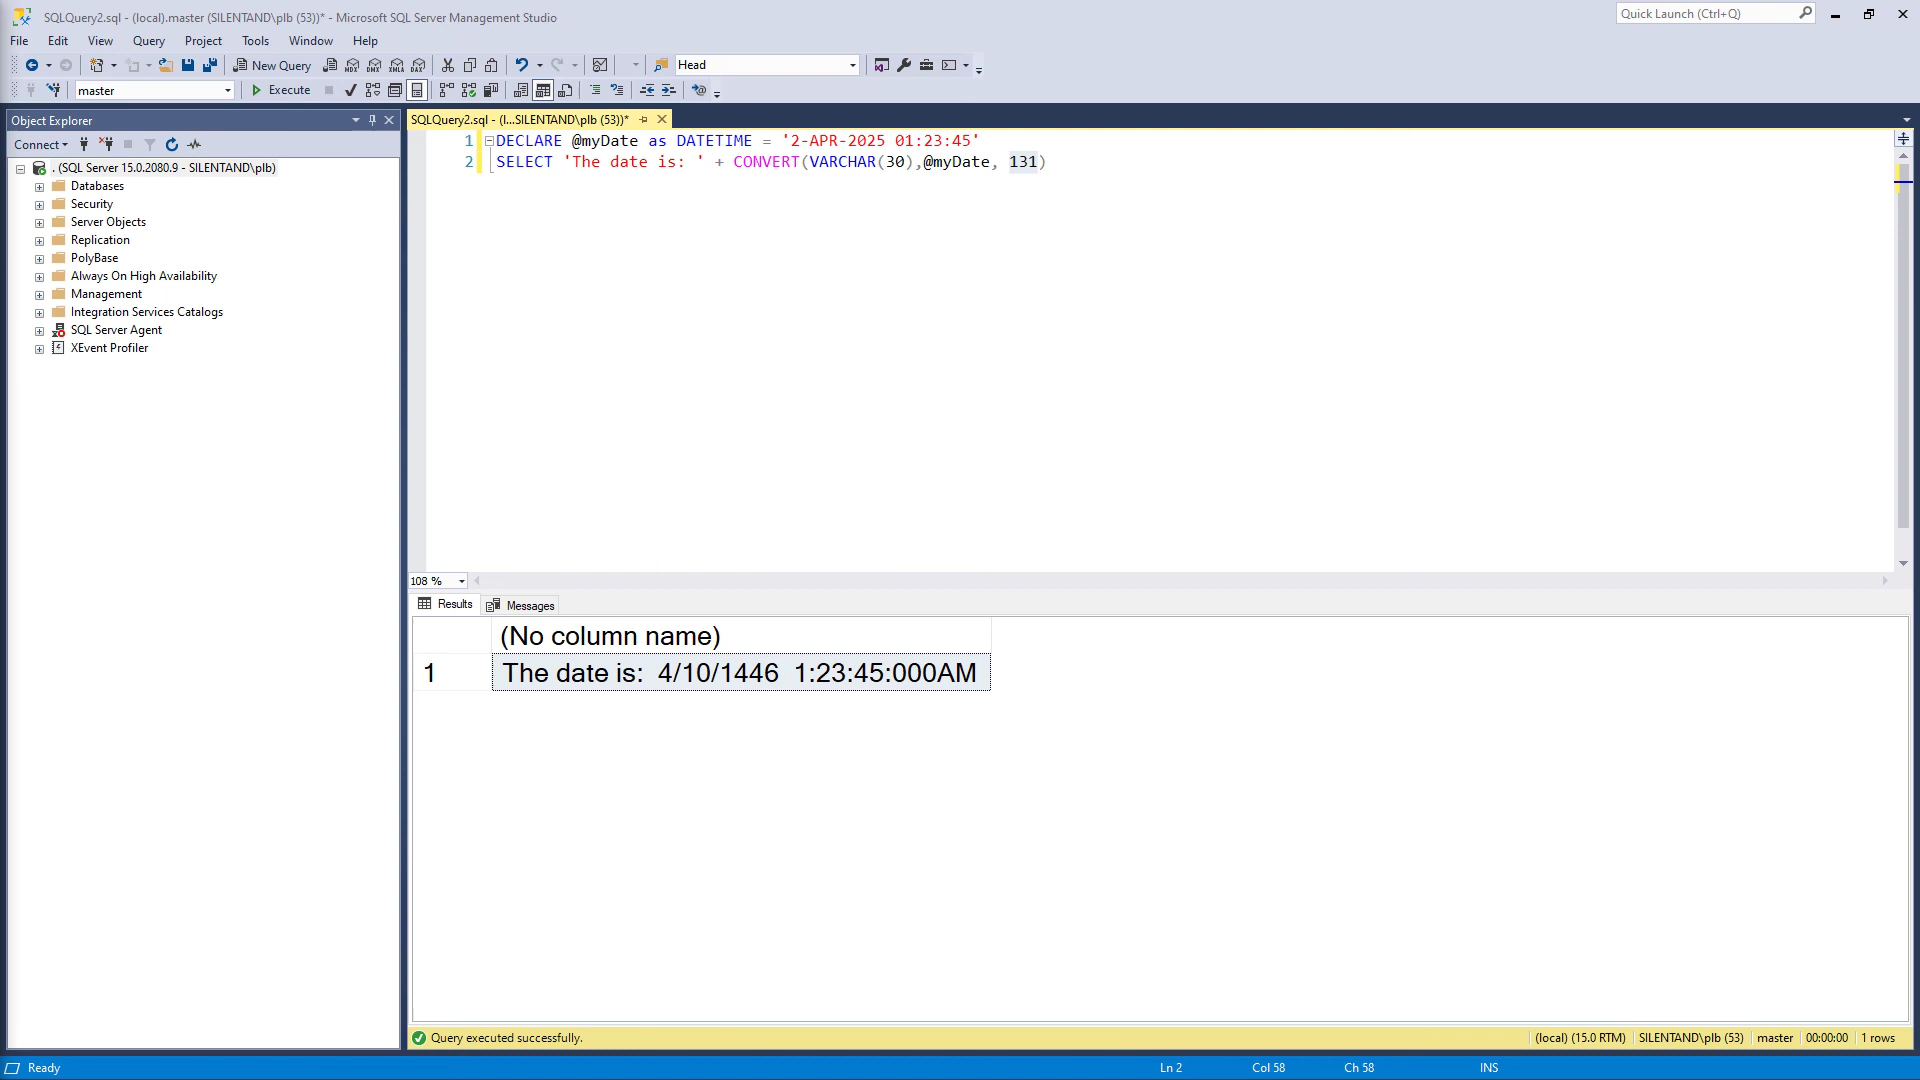 SQLQuery2.sql - (local).master (SILENTAND\plb (53))* - Microsoft SQL Server Management Studio
Quick Launch (Ctrl+Q)
File Edit View Query Project Tools Window Help
New Query MDX DMX XMLA DAX Head
master Execute
Object Explorer
SQLQuery2.sql - (l...SILENTAND\plb (53))*
Connect
. (SQL Server 15.0.2080.9 - SILENTAND\plb)
Databases
Security
Server Objects
Replication
PolyBase
Always On High Availability
Management
Integration Services Catalogs
SQL Server Agent
XEvent Profiler
1 DECLARE @myDate as DATETIME = '2-APR-2025 01:23:45'
2 SELECT 'The date is: ' + CONVERT(VARCHAR(30),@myDate, 131)
108 %
Results Messages
(No column name)
1 The date is:  4/10/1446  1:23:45:000AM
Query executed successfully.
(local) (15.0 RTM) SILENTAND\plb (53) master 00:00:00 1 rows
Ready Ln 2 Col 58 Ch 58 INS